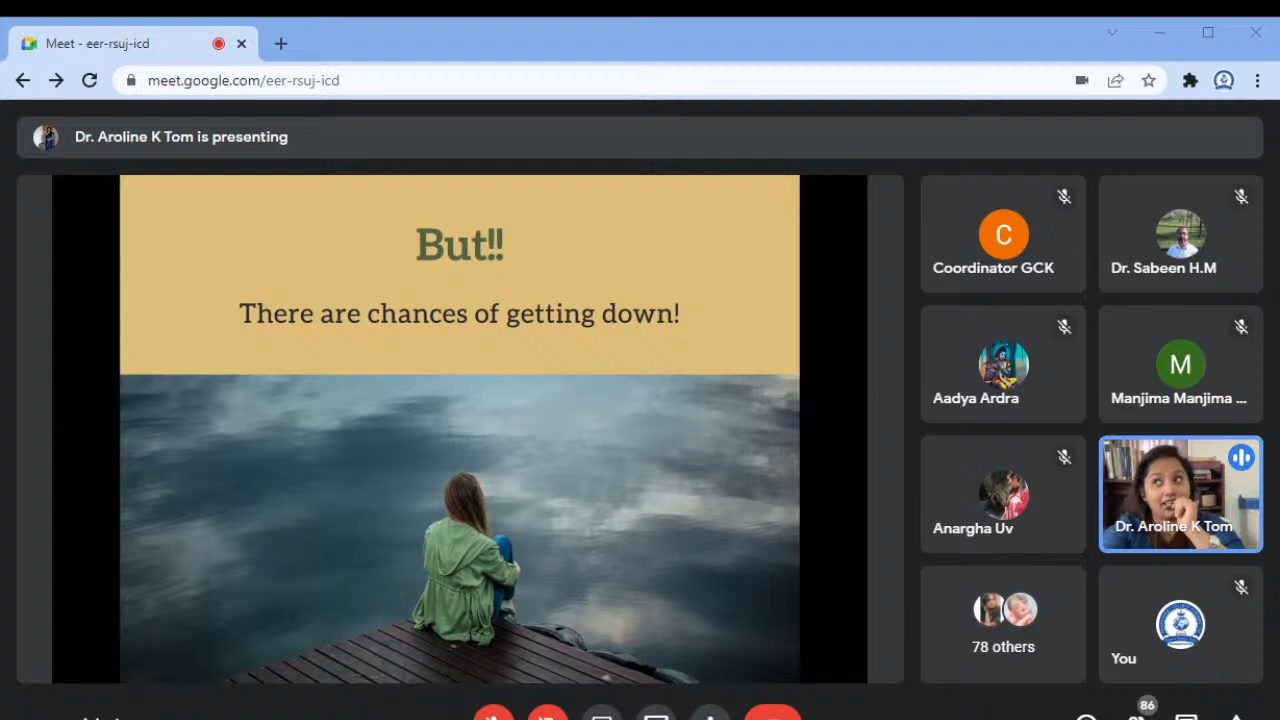 Meet - eer-rsuj-icd
meet.google.com/eer-rsuj-icd
Dr. Aroline K Tom is presenting
But!!
There are chances of getting down!
C
Coordinator GCK
Dr. Sabeen H.M
Aadya Ardra
M
Manjima Manjima ...
Anargha Uv
Dr. Aroline K Tom
78 others
You
86